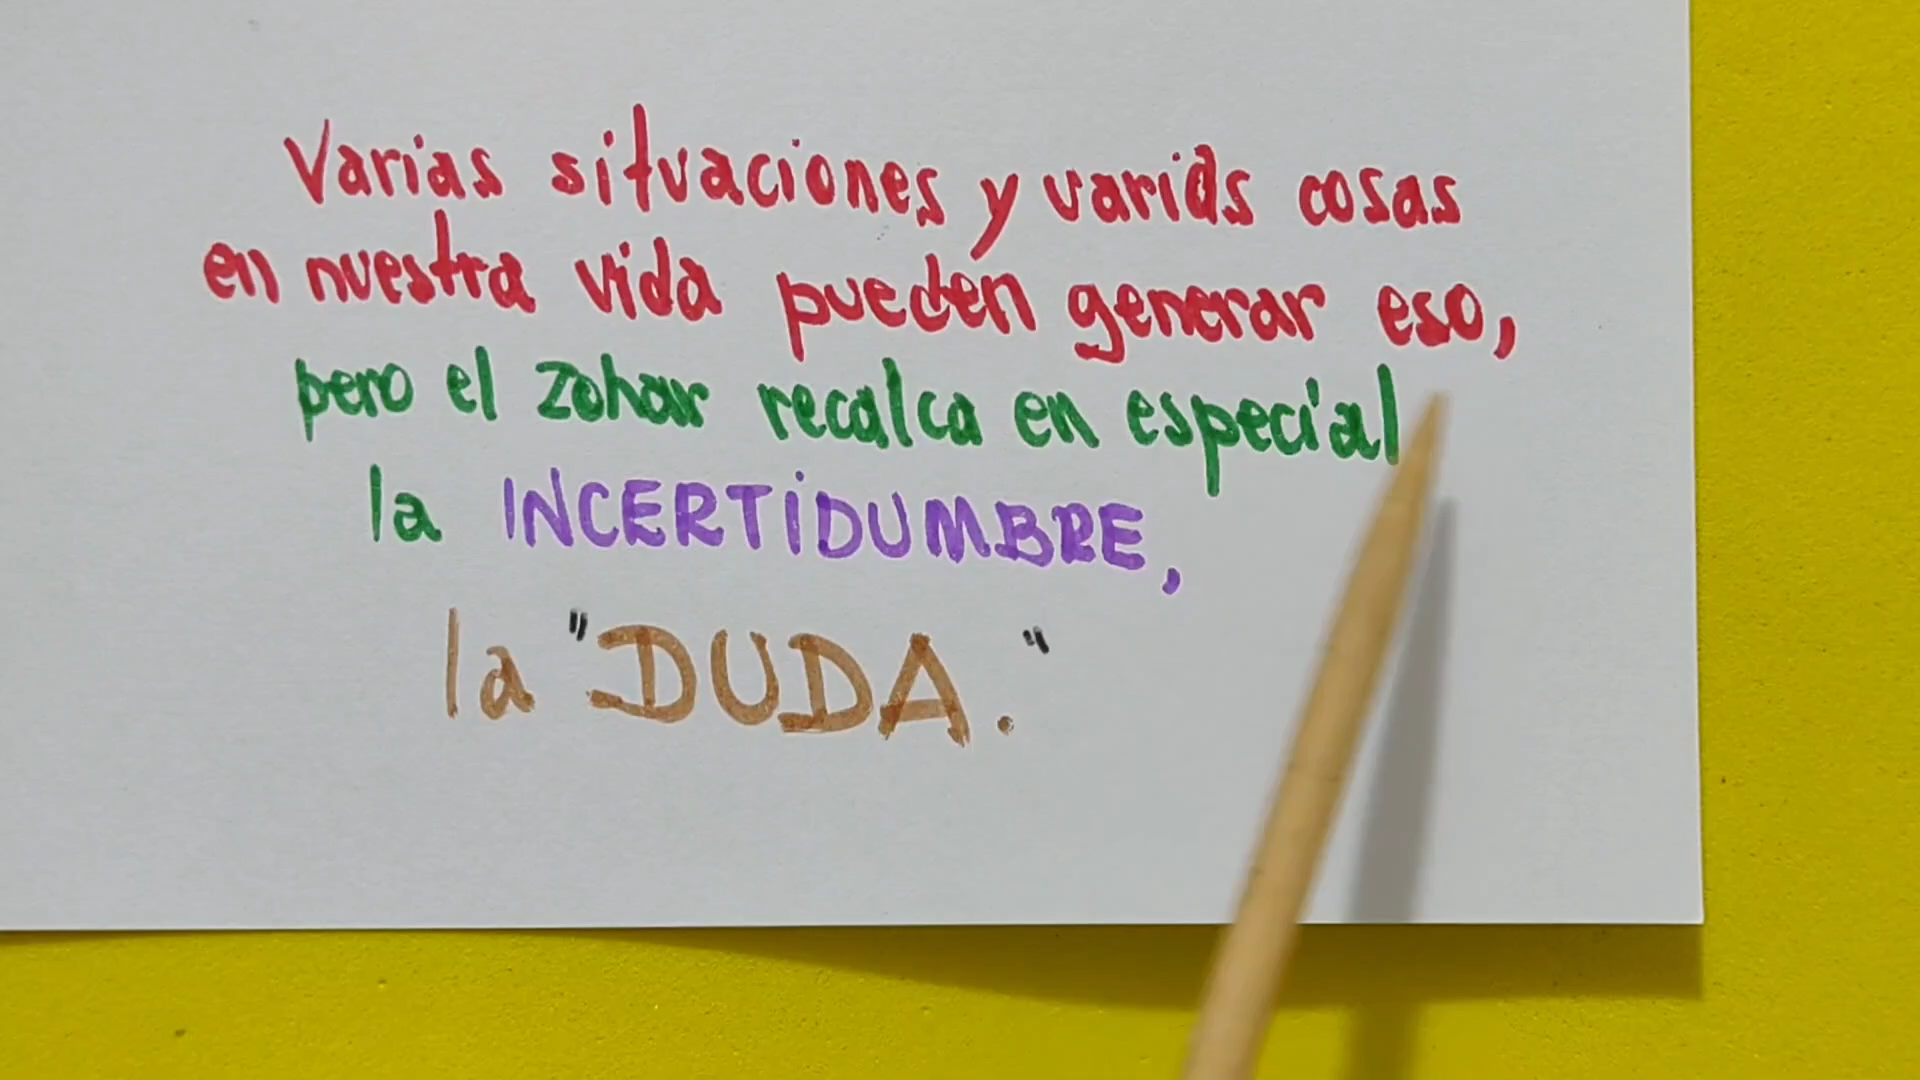 Varias situaciones y varias cosas
en nuestra vida pueden generar eso,
pero el zohar recalca en especial
la INCERTiDUMBRE,
la "DUDA."